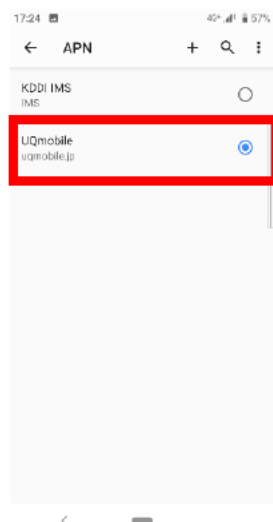 17:24 4G+ 57%
APN
KDDI IMS
IMS
UQmobile
uqmobile.jp